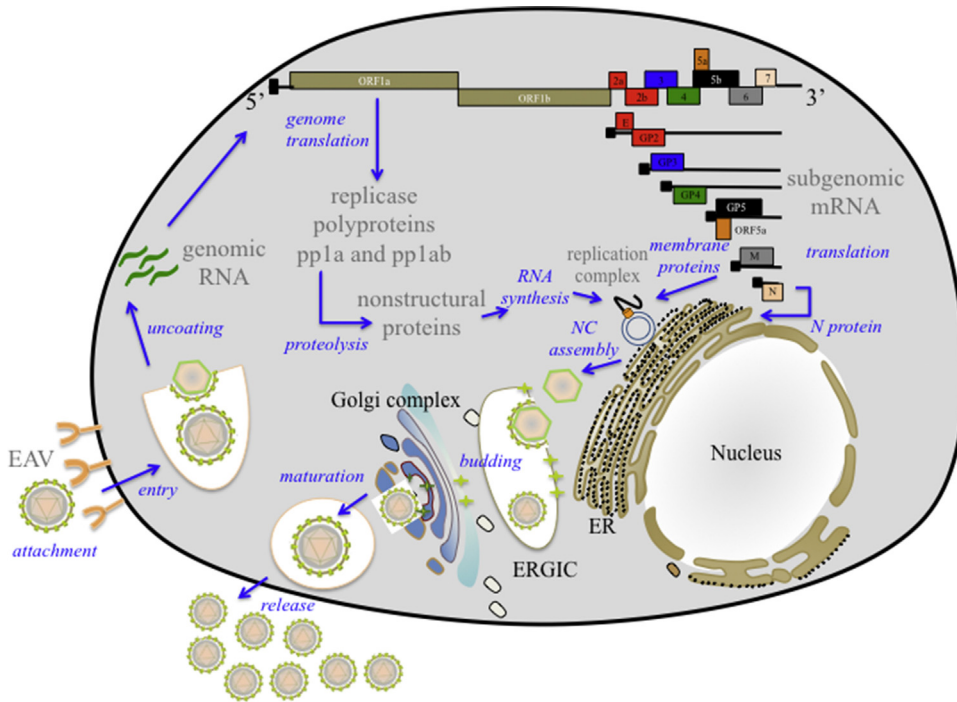 5'
ORF1a
ORF1b
2a
2b
3
4
5a
5b
6
7
3'
genome
translation
E
GP2
GP3
GP4
GP5
ORF5a
M
N
subgenomic
mRNA
replicase
polyproteins
pp1a and pp1ab
genomic
RNA
membrane
proteins
translation
replication
complex
RNA
synthesis
nonstructural
proteins
proteolysis
uncoating
NC
assembly
N protein
Golgi complex
EAV
entry
attachment
maturation
budding
Nucleus
ER
ERGIC
release